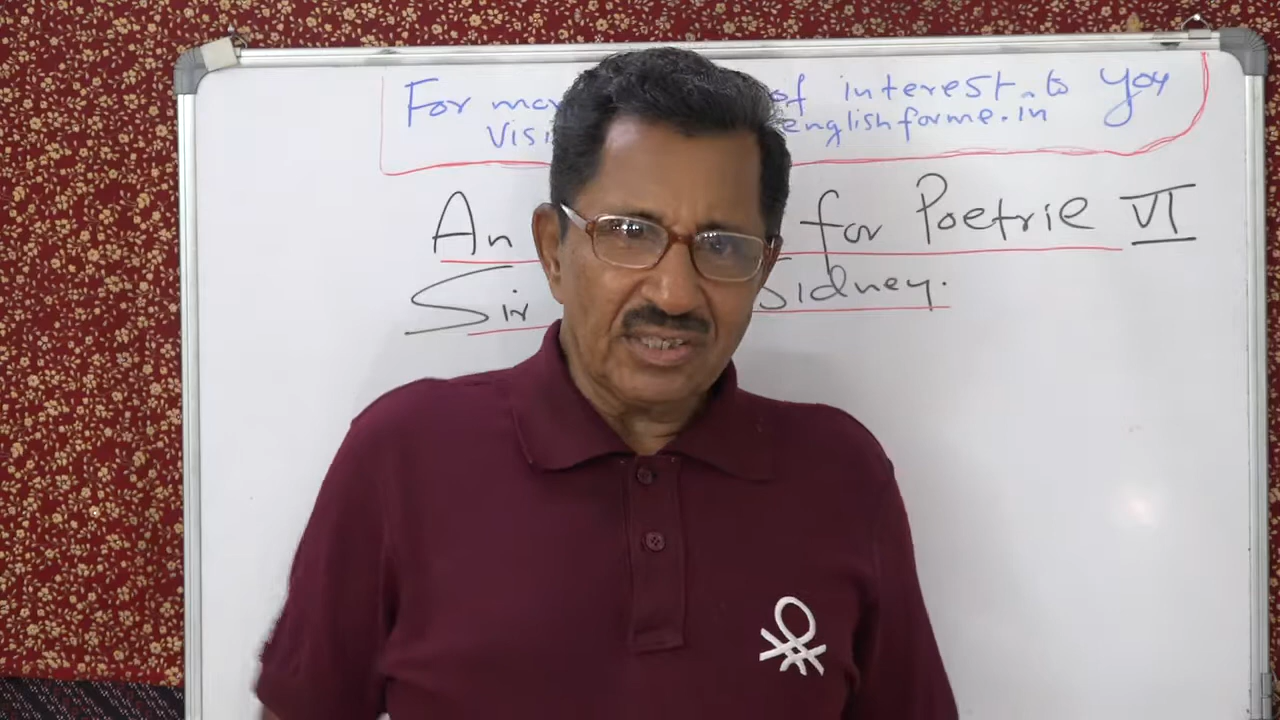 For of interest to You
Visi englishforme.in
An for Poetrie VI
Sir Sidney.